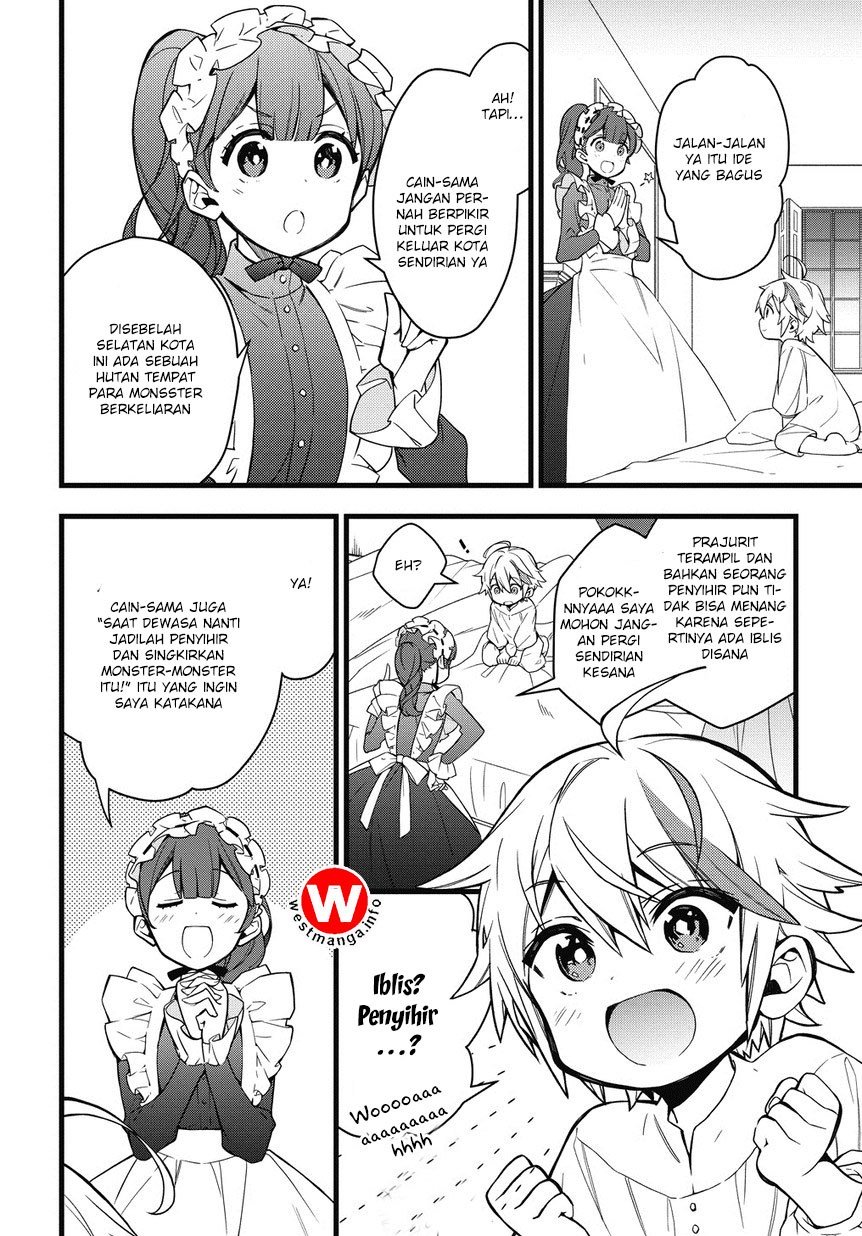 JALAN-JALAN
YA ITU IDE
YANG BAGUS
AH!
TAPI...
CAIN-SAMA
JANGAN PER-
NAH BERPIKIR
UNTUK PERGI
KELUAR KOTA
SENDIRIAN YA
DISEBELAH
SELATAN KOTA
INI ADA SEBUAH
HUTAN TEMPAT
PARA MONSSTER
BERKELIARAN
PRAJURIT
TERAMPIL DAN
BAHKAN SEORANG
PENYIHIR PUN TI-
DAK BISA MENANG
KARENA SEPE-
RTINYA ADA IBLIS
DISANA
POKOKK-
NNYAAA SAYA
MOHON JANG-
AN PERGI
SENDIRIAN
KESANA
!
EH?
Iblis?
Penyihir
...?
Wooooaaa
aaaaaaaaa
hhhh
YA!
CAIN-SAMA JUGA
"SAAT DEWASA NANTI
JADILAH PENYIHIR
DAN SINGKIRKAN
MONSTER-MONSTER
ITU!" ITU YANG INGIN
SAYA KATAKANA
W
westmanga.info